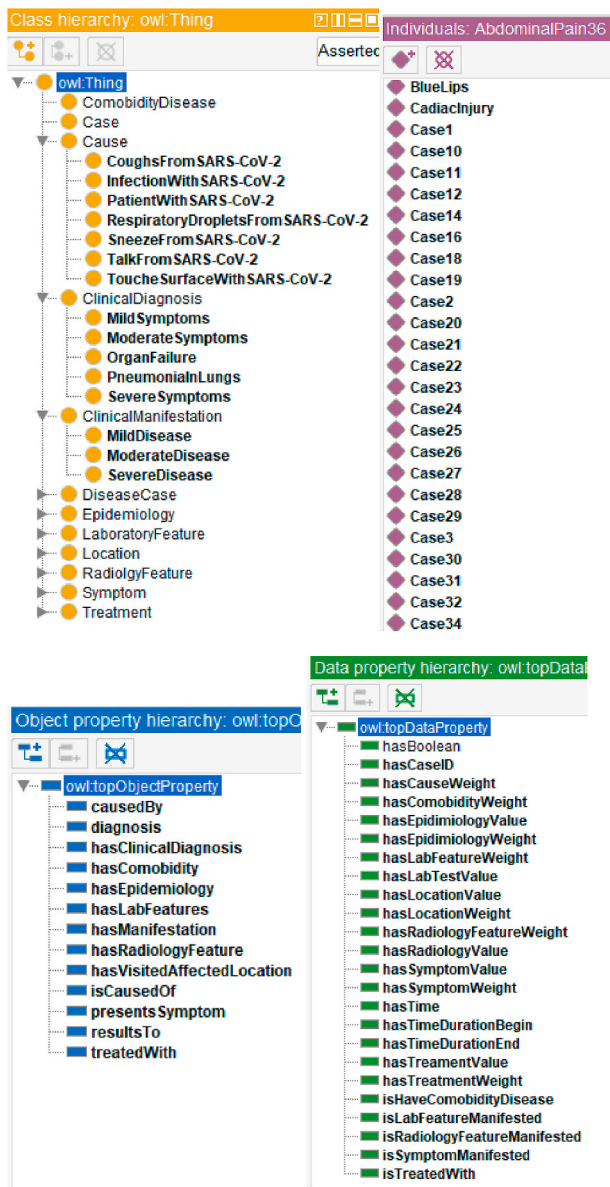 Class hierarchy: owl:Thing
Asserted
owl:Thing
ComobidityDisease
Case
Cause
CoughsFromSARS-CoV-2
InfectionWithSARS-CoV-2
PatientWithSARS-CoV-2
RespiratoryDropletsFromSARS-CoV-2
SneezeFromSARS-CoV-2
TalkFromSARS-CoV-2
ToucheSurfaceWithSARS-CoV-2
ClinicalDiagnosis
MildSymptoms
ModerateSymptoms
OrganFailure
PneumoniaInLungs
SevereSymptoms
ClinicalManifestation
MildDisease
ModerateDisease
SevereDisease
DiseaseCase
Epidemiology
LaboratoryFeature
Location
RadiolgyFeature
Symptom
Treatment
Individuals: AbdominalPain36
BlueLips
CadiacInjury
Case1
Case10
Case11
Case12
Case14
Case16
Case18
Case19
Case2
Case20
Case21
Case22
Case23
Case24
Case25
Case26
Case27
Case28
Case29
Case3
Case30
Case31
Case32
Case34
Object property hierarchy: owl:topO
owl:topObjectProperty
causedBy
diagnosis
hasClinicalDiagnosis
hasComobidity
hasEpidemiology
hasLabFeatures
hasManifestation
hasRadiologyFeature
hasVisitedAffectedLocation
isCausedOf
presentsSymptom
resultsTo
treatedWith
Data property hierarchy: owl:topDataF
owl:topDataProperty
hasBoolean
hasCaseID
hasCauseWeight
hasComobidityWeight
hasEpidimiologyValue
hasEpidimiologyWeight
hasLabFeatureWeight
hasLabTestValue
hasLocationValue
hasLocationWeight
hasRadiologyFeatureWeight
hasRadiologyValue
hasSymptomValue
hasSymptomWeight
hasTime
hasTimeDurationBegin
hasTimeDurationEnd
hasTreamentValue
hasTreatmentWeight
isHaveComobidityDisease
isLabFeatureManifested
isRadiologyFeatureManifested
isSymptomManifested
isTreatedWith